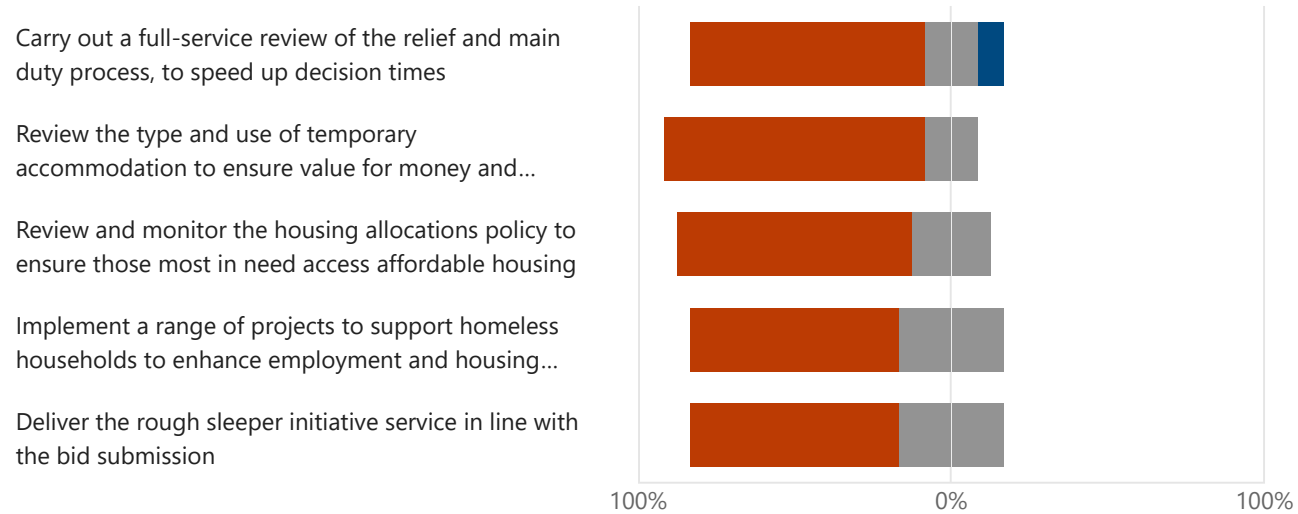 Carry out a full-service review of the relief and main
duty process, to speed up decision times
Review the type and use of temporary
accommodation to ensure value for money and...
Review and monitor the housing allocations policy to
ensure those most in need access affordable housing
Implement a range of projects to support homeless
households to enhance employment and housing...
Deliver the rough sleeper initiative service in line with
the bid submission
100% 0% 100%